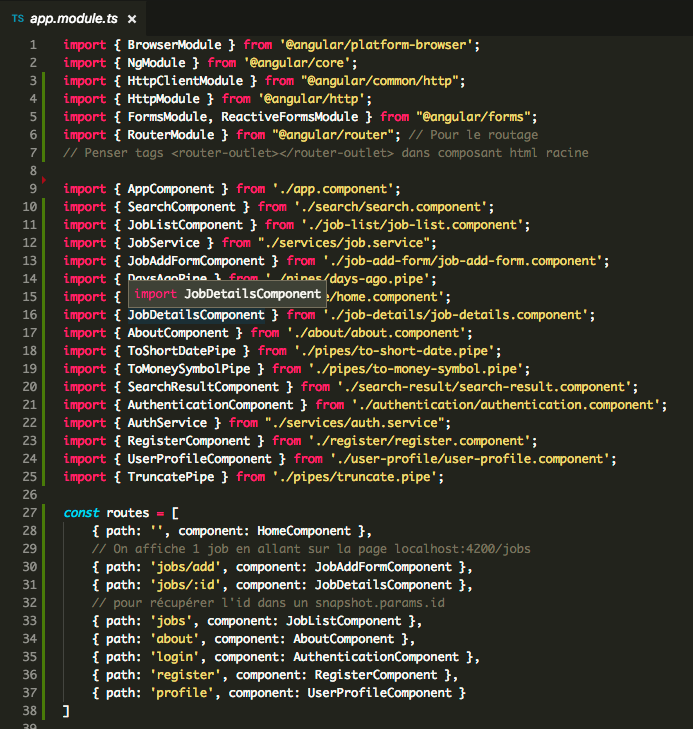 TS app.module.ts ×
1 import { BrowserModule } from '@angular/platform-browser';
2 import { NgModule } from '@angular/core';
3 import { HttpClientModule } from "@angular/common/http";
4 import { HttpModule } from '@angular/http';
5 import { FormsModule, ReactiveFormsModule } from "@angular/forms";
6 import { RouterModule } from "@angular/router"; // Pour le routage
7 // Penser tags <router-outlet></router-outlet> dans composant html racine
8
9 import { AppComponent } from './app.component';
10 import { SearchComponent } from './search/search.component';
11 import { JobListComponent } from './job-list/job-list.component';
12 import { JobService } from "./services/job.service";
13 import { JobAddFormComponent } from './job-add-form/job-add-form.component';
14 import { DaysAgoPipe } from './pipes/days-ago.pipe';
import JobDetailsComponent
15 import { e/home.component';
16 import { JobDetailsComponent } from './job-details/job-details.component';
17 import { AboutComponent } from './about/about.component';
18 import { ToShortDatePipe } from './pipes/to-short-date.pipe';
19 import { ToMoneySymbolPipe } from './pipes/to-money-symbol.pipe';
20 import { SearchResultComponent } from './search-result/search-result.component';
21 import { AuthenticationComponent } from './authentication/authentication.component';
22 import { AuthService } from "./services/auth.service";
23 import { RegisterComponent } from './register/register.component';
24 import { UserProfileComponent } from './user-profile/user-profile.component';
25 import { TruncatePipe } from './pipes/truncate.pipe';
26
27 const routes = [
28 { path: '', component: HomeComponent },
29 // On affiche 1 job en allant sur la page localhost:4200/jobs
30 { path: 'jobs/add', component: JobAddFormComponent },
31 { path: 'jobs/:id', component: JobDetailsComponent },
32 // pour récupérer l'id dans un snapshot.params.id
33 { path: 'jobs', component: JobListComponent },
34 { path: 'about', component: AboutComponent },
35 { path: 'login', component: AuthenticationComponent },
36 { path: 'register', component: RegisterComponent },
37 { path: 'profile', component: UserProfileComponent }
38 ]
39